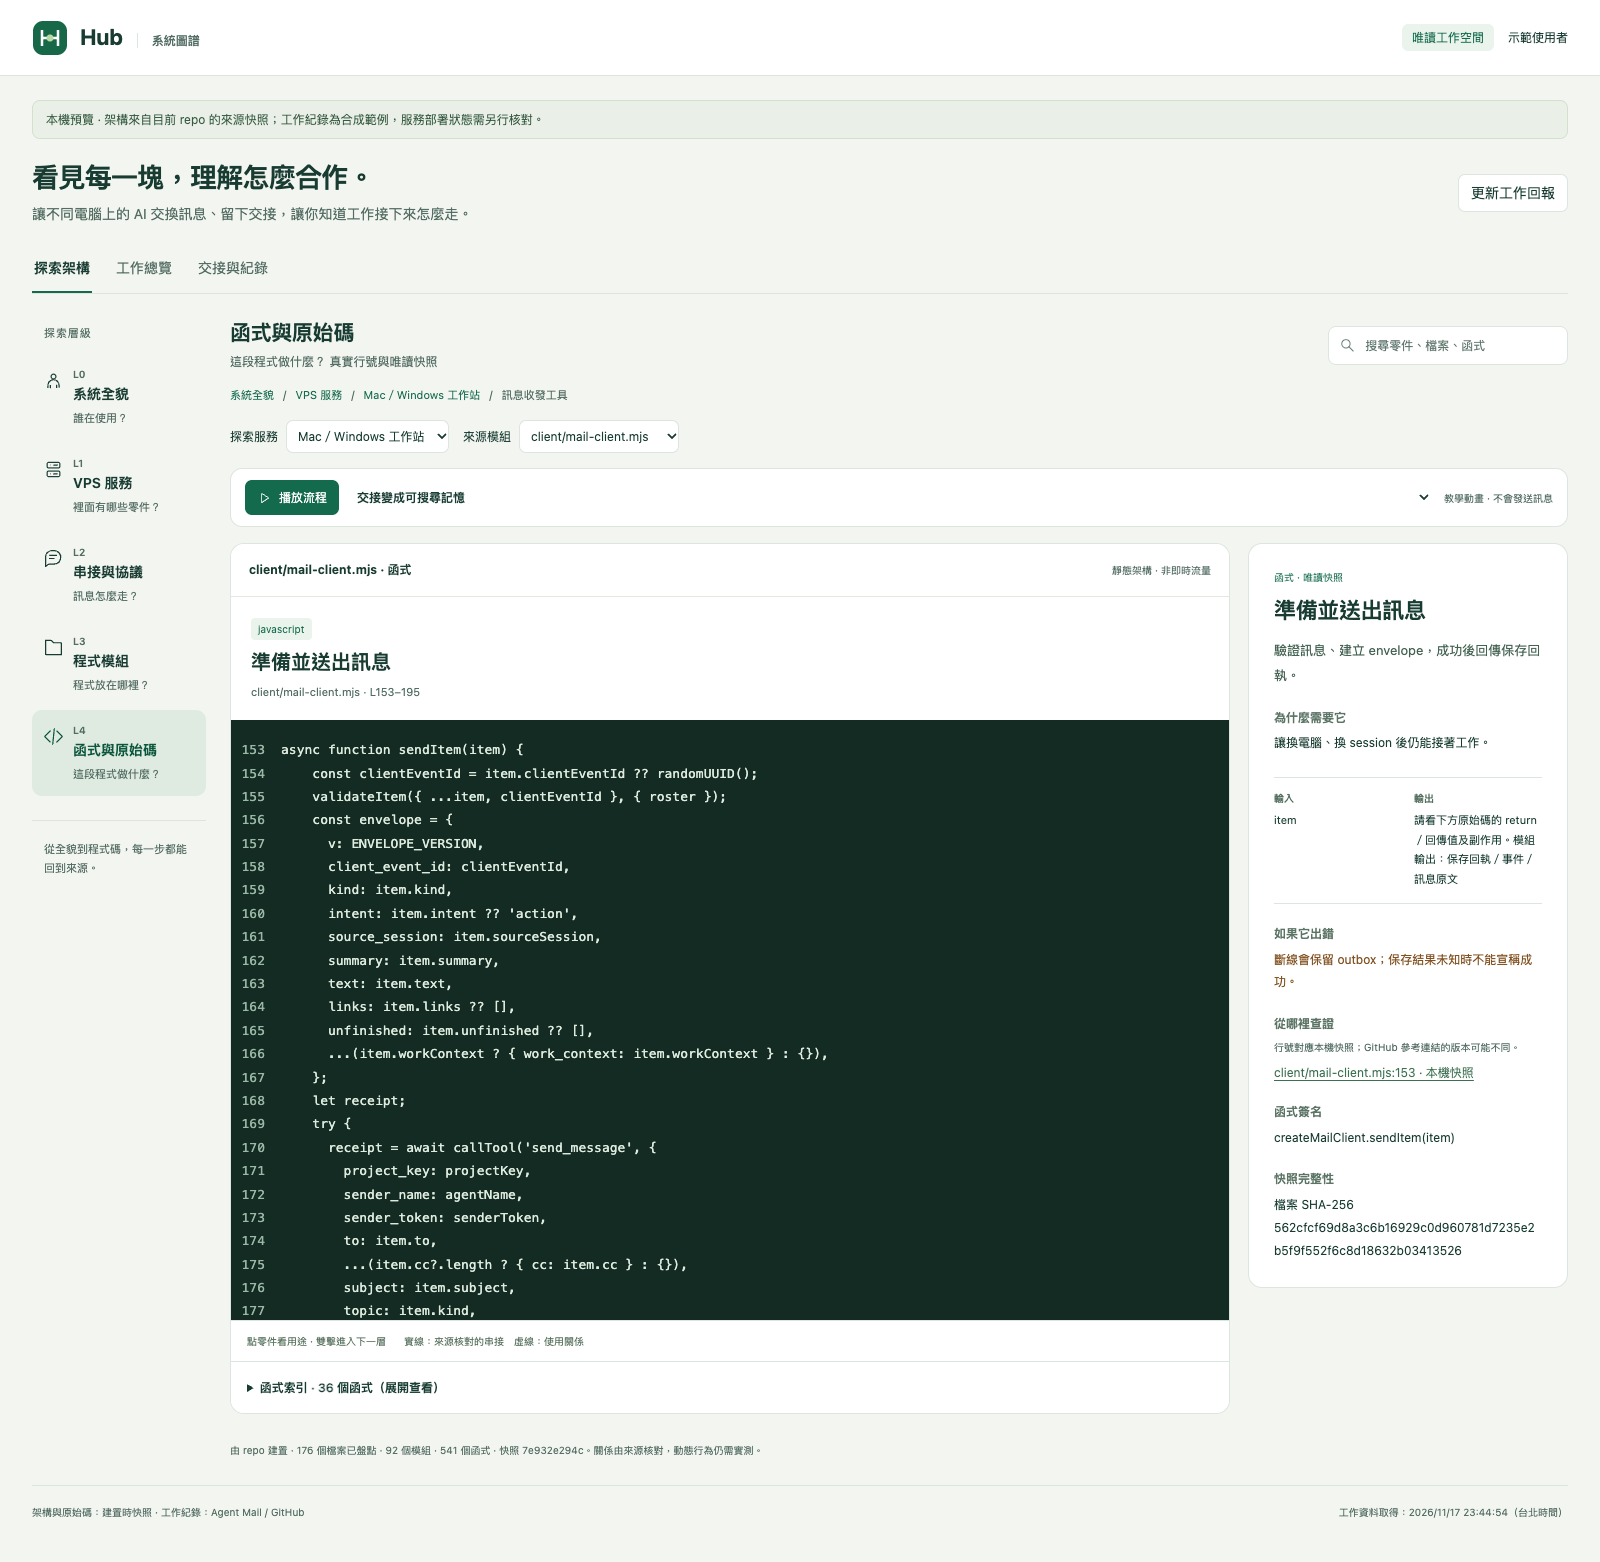 Hub
系統圖譜
唯讀工作空間
示範使用者
本機預覽 · 架構來自目前 repo 的來源快照；工作紀錄為合成範例，服務部署狀態需另行核對。
看見每一塊，理解怎麼合作。
讓不同電腦上的 AI 交換訊息、留下交接，讓你知道工作接下來怎麼走。
更新工作回報
探索架構
工作總覽
交接與紀錄
探索層級
L0
系統全貌
誰在使用？
L1
VPS 服務
裡面有哪些零件？
L2
串接與協議
訊息怎麼走？
L3
程式模組
程式放在哪裡？
L4
函式與原始碼
這段程式做什麼？
從全貌到程式碼，每一步都能
回到來源。
函式與原始碼
這段程式做什麼？ 真實行號與唯讀快照
搜尋零件、檔案、函式
系統全貌 / VPS 服務 / Mac / Windows 工作站 / 訊息收發工具
探索服務 Mac / Windows 工作站 來源模組 client/mail-client.mjs
播放流程 交接變成可搜尋記憶 教學動畫 · 不會發送訊息
client/mail-client.mjs · 函式
靜態架構 · 非即時流量
javascript
準備並送出訊息
client/mail-client.mjs · L153–195
153 async function sendItem(item) {
154 const clientEventId = item.clientEventId ?? randomUUID();
155 validateItem({ ...item, clientEventId }, { roster });
156 const envelope = {
157 v: ENVELOPE_VERSION,
158 client_event_id: clientEventId,
159 kind: item.kind,
160 intent: item.intent ?? 'action',
161 source_session: item.sourceSession,
162 summary: item.summary,
163 text: item.text,
164 links: item.links ?? [],
165 unfinished: item.unfinished ?? [],
166 ...(item.workContext ? { work_context: item.workContext } : {}),
167 };
168 let receipt;
169 try {
170 receipt = await callTool('send_message', {
171 project_key: projectKey,
172 sender_name: agentName,
173 sender_token: senderToken,
174 to: item.to,
175 ...(item.cc?.length ? { cc: item.cc } : {}),
176 subject: item.subject,
177 topic: item.kind,
點零件看用途 · 雙擊進入下一層 實線：來源核對的串接 虛線：使用關係
函式索引 · 36 個函式（展開查看）
函式 · 唯讀快照
準備並送出訊息
驗證訊息、建立 envelope，成功後回傳保存回
執。
為什麼需要它
讓換電腦、換 session 後仍能接著工作。
輸入
item
輸出
請看下方原始碼的 return
/ 回傳值及副作用。模組
輸出：保存回執 / 事件 /
訊息原文
如果它出錯
斷線會保留 outbox；保存結果未知時不能宣稱成
功。
從哪裡查證
行號對應本機快照；GitHub 參考連結的版本可能不同。
client/mail-client.mjs:153 · 本機快照
函式簽名
createMailClient.sendItem(item)
快照完整性
檔案 SHA-256
562cfcf69d8a3c6b16929c0d960781d7235e2
b5f9f552f6c8d18632b03413526
由 repo 建置 · 176 個檔案已盤點 · 92 個模組 · 541 個函式 · 快照 7e932e294c。關係由來源核對，動態行為仍需實測。
架構與原始碼：建置時快照 · 工作紀錄：Agent Mail / GitHub
工作資料取得：2026/11/17 23:44:54（台北時間）